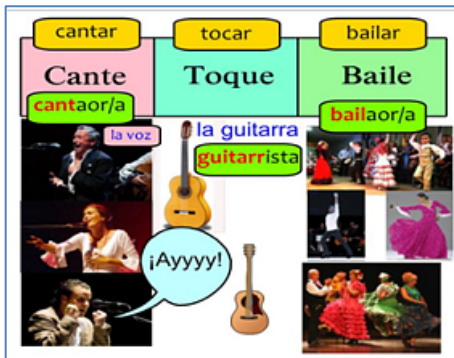 cantar tocar bailar
Cante Toque Baile
cantaor/a
bailaor/a
la voz
la guitarra
guitarrista
¡Ayyyy!